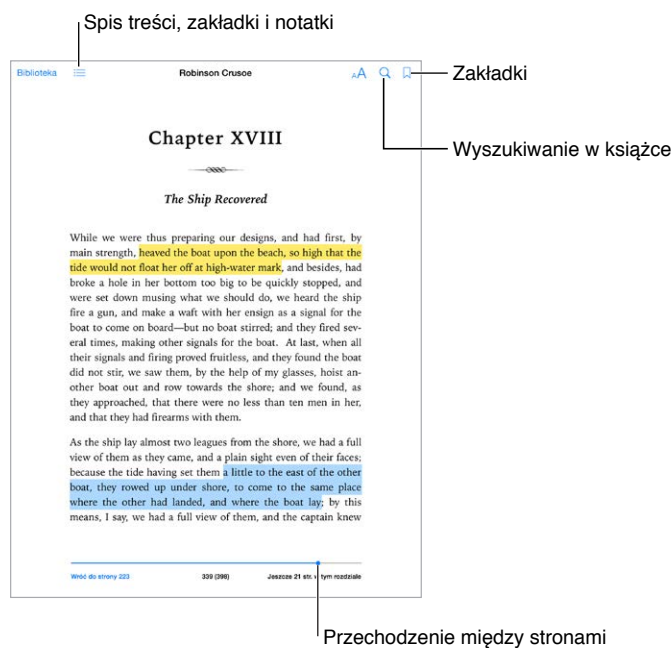 Spis treści, zakładki i notatki
Biblioteka
Robinson Crusoe
AA
Zakładki
Wyszukiwanie w książce
Chapter XVIII
The Ship Recovered
While we were thus preparing our designs, and had first, by
main strength, heaved the boat upon the beach, so high that the
tide would not float her off at high-water mark, and besides, had
broke a hole in her bottom too big to be quickly stopped, and
were set down musing what we should do, we heard the ship
fire a gun, and make a waft with her ensign as a signal for the
boat to come on board—but no boat stirred; and they fired sev-
eral times, making other signals for the boat. At last, when all
their signals and firing proved fruitless, and they found the boat
did not stir, we saw them, by the help of my glasses, hoist an-
other boat out and row towards the shore; and we found, as
they approached, that there were no less than ten men in her,
and that they had firearms with them.
As the ship lay almost two leagues from the shore, we had a full
view of them as they came, and a plain sight even of their faces;
because the tide having set them a little to the east of the other
boat, they rowed up under shore, to come to the same place
where the other had landed, and where the boat lay; by this
means, I say, we had a full view of them, and the captain knew
Wróć do strony 223
339 (398)
Jeszcze 21 str. w tym rozdziale
Przechodzenie między stronami